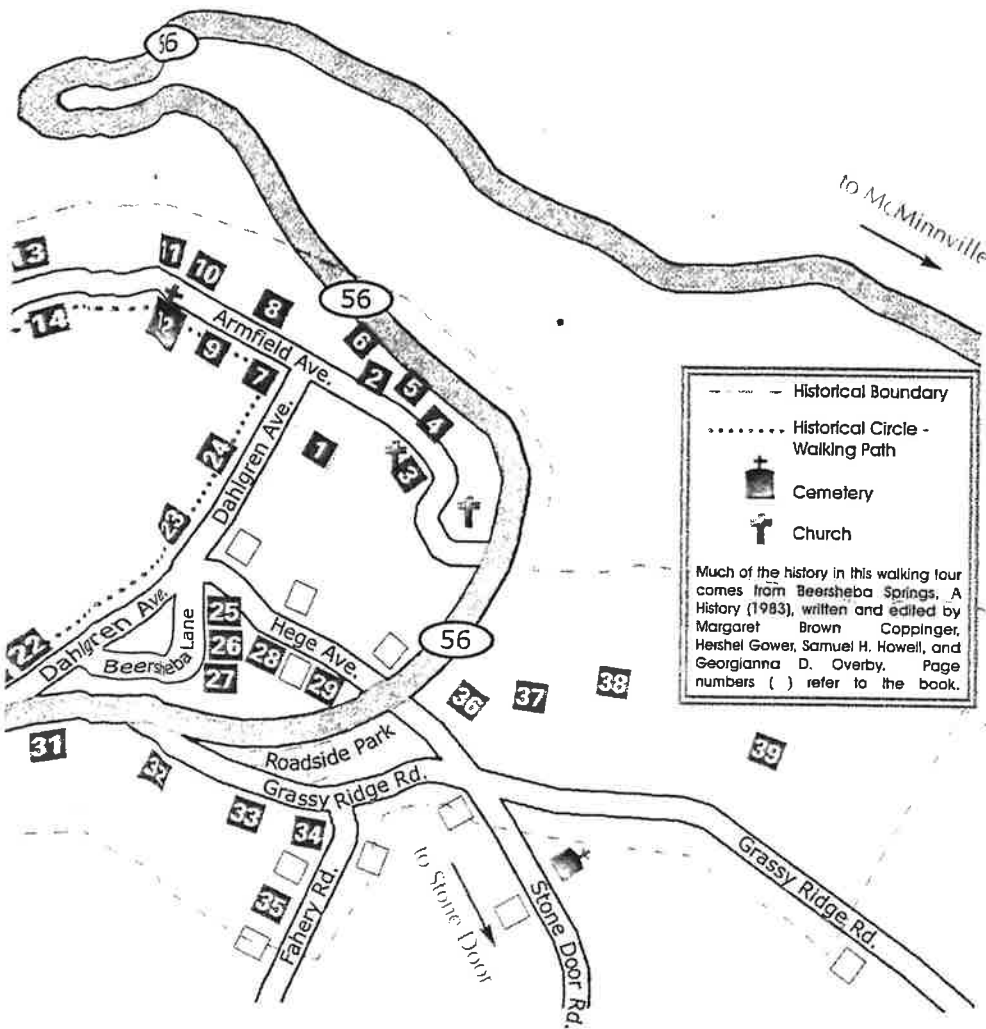 56
to McMinnville
13
11
10
8
56
6
2
5
4
Armfield Ave.
14
12
9
7
24
Dahlgren Ave.
1
3
23
- - - - Historical Boundary
........ Historical Circle -
Walking Path
Cemetery
Church
Much of the history in this walking tour
comes from Beersheba Springs, A
History (1983), written and edited by
Margaret Brown Coppinger,
Hershel Gower, Samuel H. Howell, and
Georgianna D. Overby. Page
numbers ( ) refer to the book.
22
Dahlgren Ave.
Beersheba Lane
25
26
27
28
29
Hege Ave.
56
36
37
38
39
31
32
33
34
35
Roadside Park
Grassy Ridge Rd.
Fahery Rd.
to Stone Door
Stone Door Rd.
Grassy Ridge Rd.